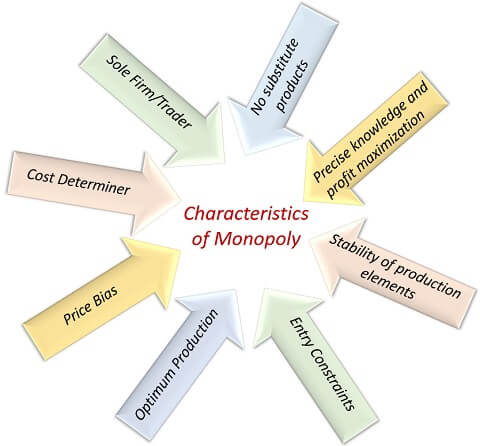 Characteristics
of Monopoly
No substitute
products
Precise knowledge and
profit maximization
Stability of production
elements
Entry Constraints
Optimum Production
Price Bias
Cost Determiner
Sole Firm/Trader